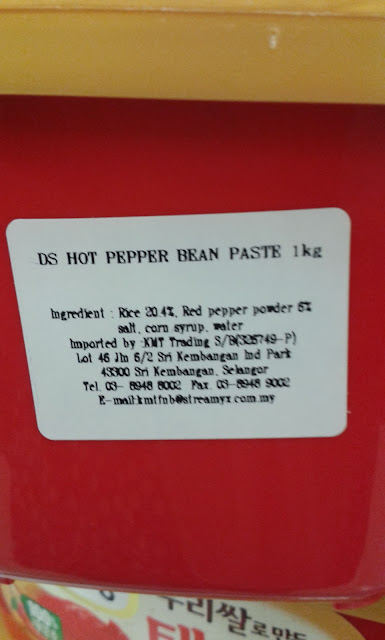 DS HOT PEPPER BEAN PASTE 1kg
Ingredient : Rice 20.4%, Red pepper powder 6%
salt, corn syrup, water
Imported by :KMT Trading S/B(325749-P)
Lot 46 Jln 6/2 Sri Kembangan Ind Park
43300 Sri Kembangan, Selangor
Tel. 03- 8948 8002 Fax. 03-8948 9002
E-mail:kmtfnb@streamyx.com.my
우리쌀로만든